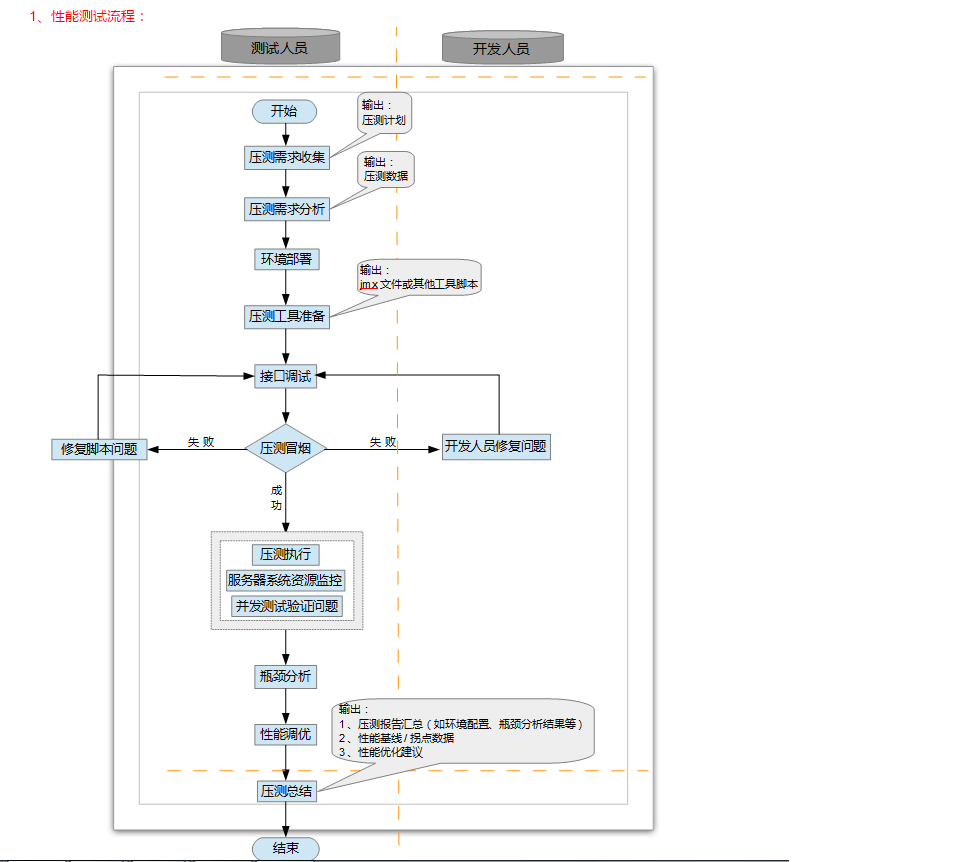 1、性能测试流程：
测试人员
开发人员
开始
输出：
压测计划
压测需求收集
输出：
压测数据
压测需求分析
环境部署
输出：
jmx 文件或其他工具脚本
压测工具准备
接口调试
修复脚本问题
失 败
压测冒烟
失 败
开发人员修复问题
成
功
压测执行
服务器系统资源监控
并发测试验证问题
瓶颈分析
输出：
1、压测报告汇总（如环境配置、瓶颈分析结果等）
2、性能基线 / 拐点数据
3、性能优化建议
性能调优
压测总结
结束